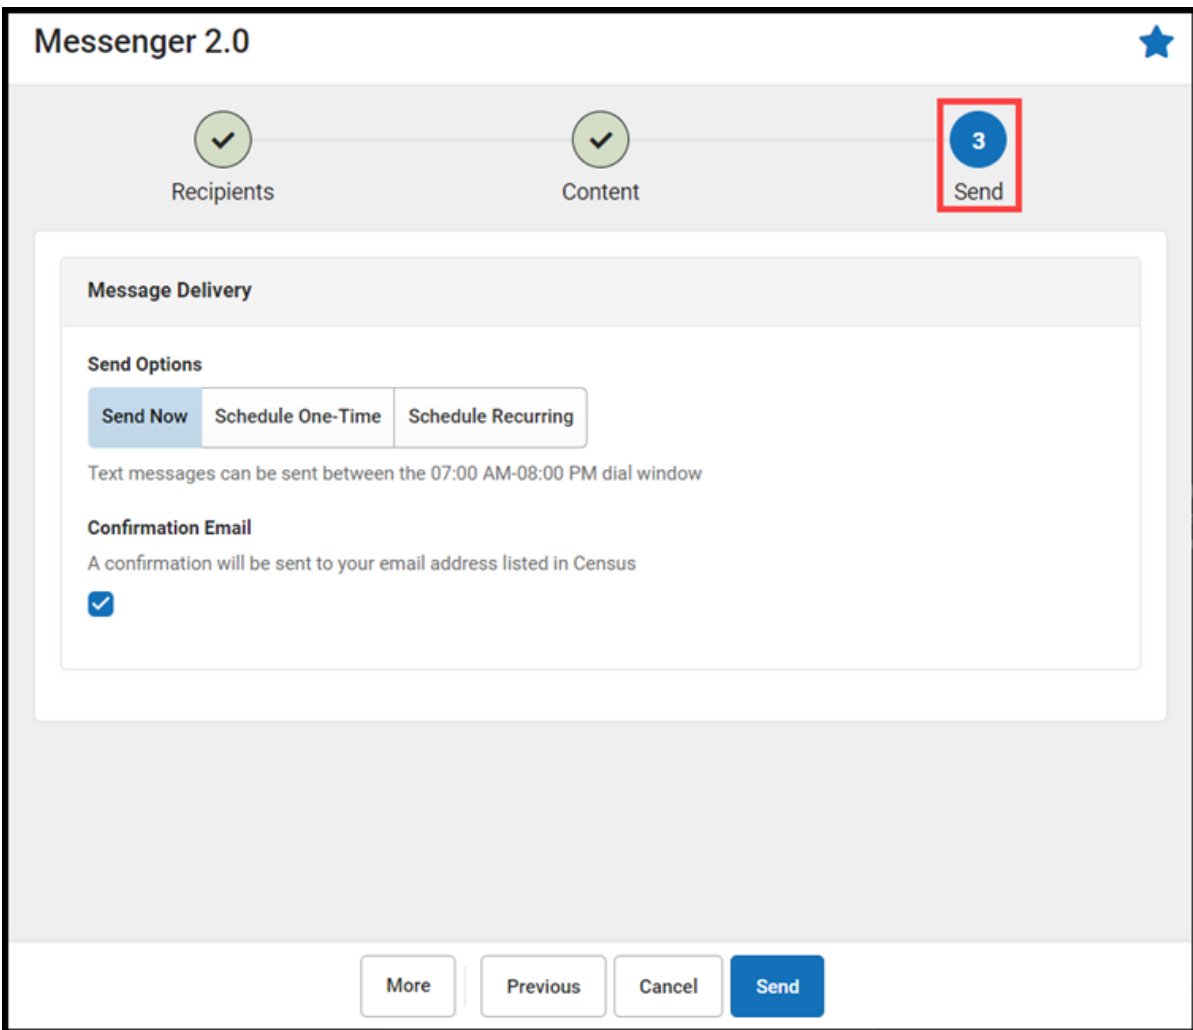 Messenger 2.0
3
Recipients
Content
Send
Message Delivery
Send Options
Send Now
Schedule One-Time
Schedule Recurring
Text messages can be sent between the 07:00 AM-08:00 PM dial window
Confirmation Email
A confirmation will be sent to your email address listed in Census
More
Previous
Cancel
Send